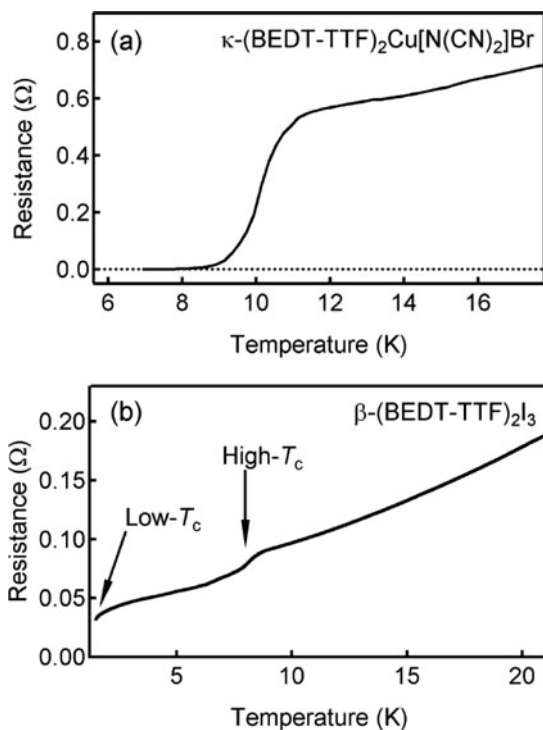 (a) κ-(BEDT-TTF)₂Cu[N(CN)₂]Br
Resistance (Ω)
0.8
0.6
0.4
0.2
0.0
6 8 10 12 14 16
Temperature (K)
(b) β-(BEDT-TTF)₂I₃
Resistance (Ω)
0.20
0.15
0.10
0.05
0.00
High-Tc
Low-Tc
5 10 15 20
Temperature (K)